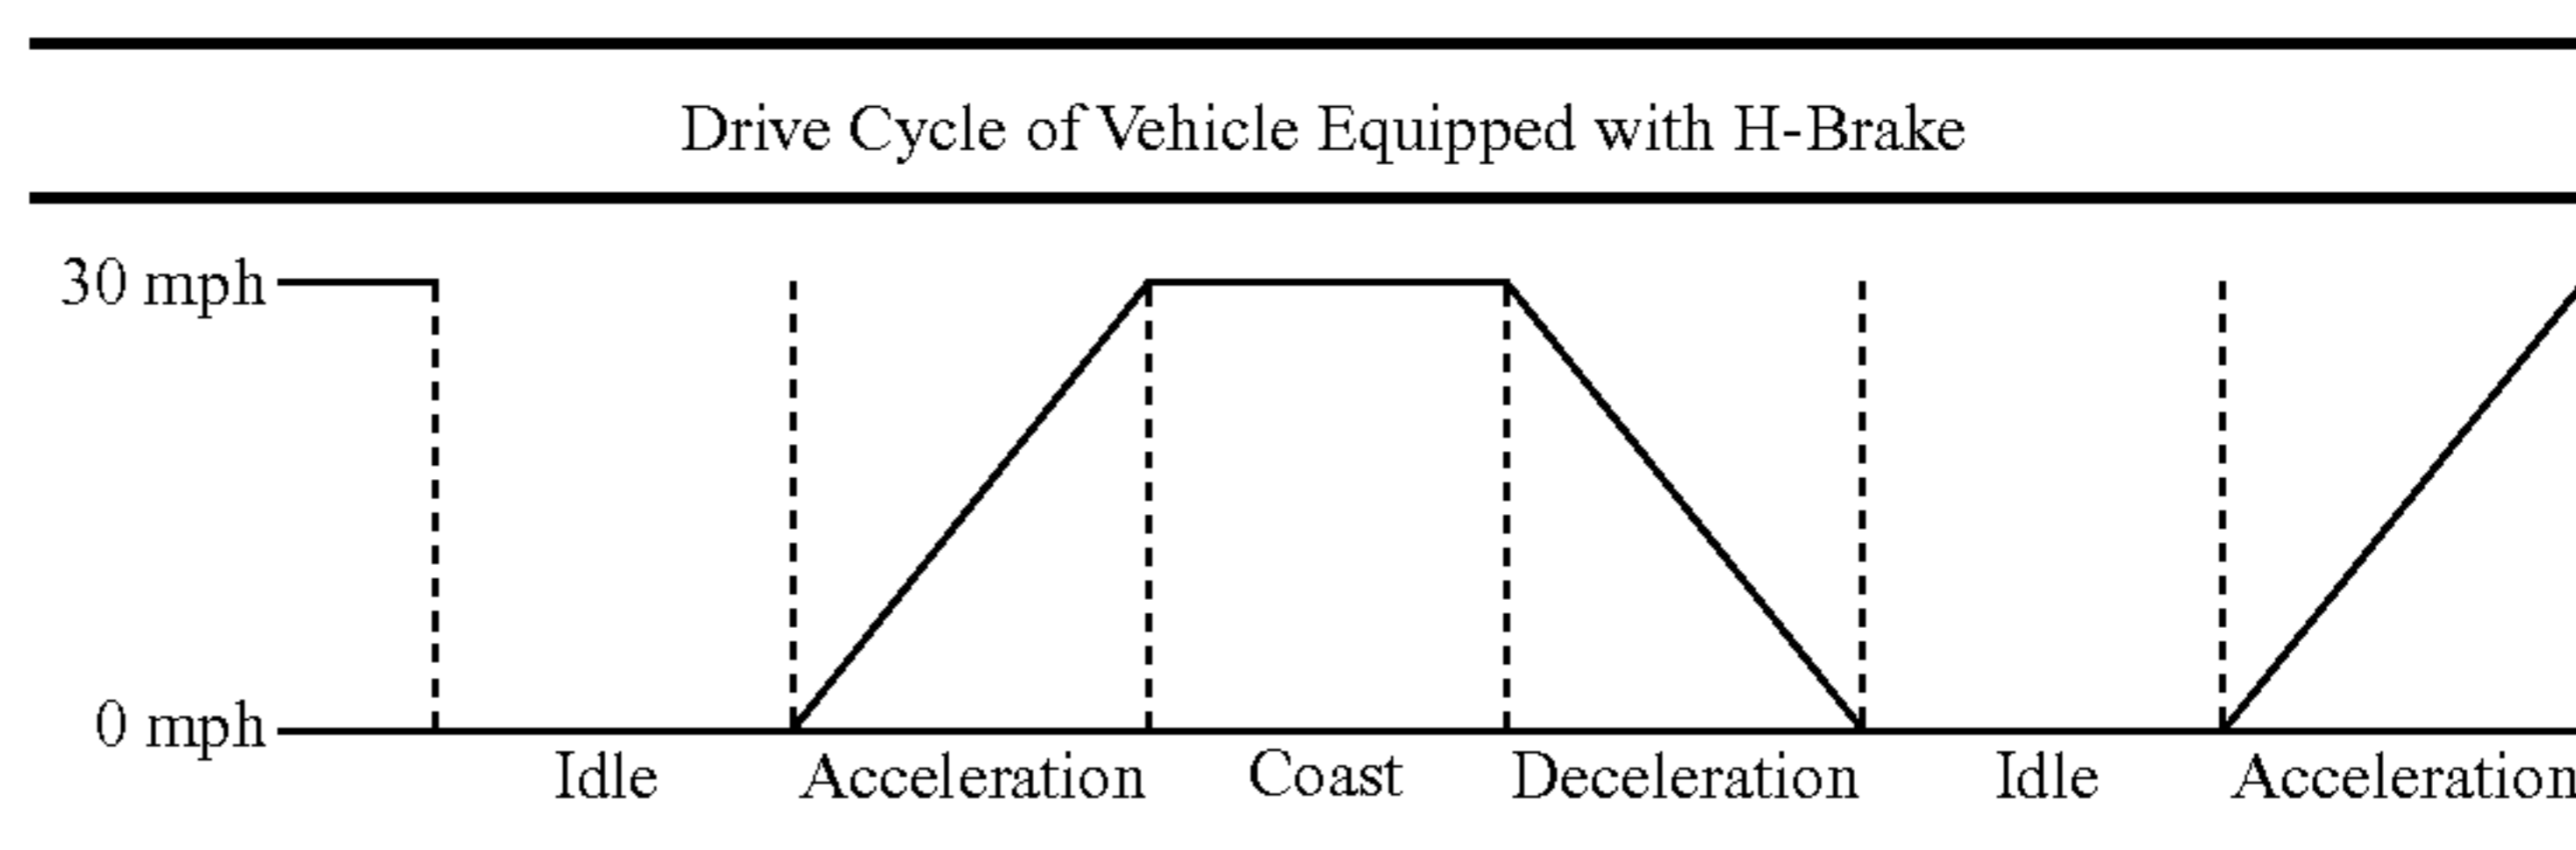 Drive Cycle of Vehicle Equipped with H-Brake
30 mph
0 mph
Idle Acceleration Coast Deceleration Idle Acceleration